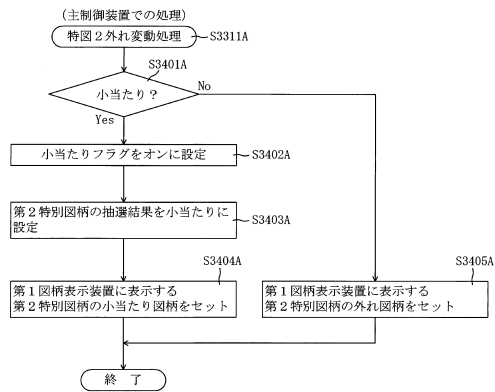 (主制御装置での処理)
特図2外れ変動処理
S3311A
S3401A
小当たり?
No
Yes
小当たりフラグをオンに設定
S3402A
第2特別図柄の抽選結果を小当たりに
設定
S3403A
S3404A
第1図柄表示装置に表示する
第2特別図柄の小当たり図柄をセット
S3405A
第1図柄表示装置に表示する
第2特別図柄の外れ図柄をセット
終 了